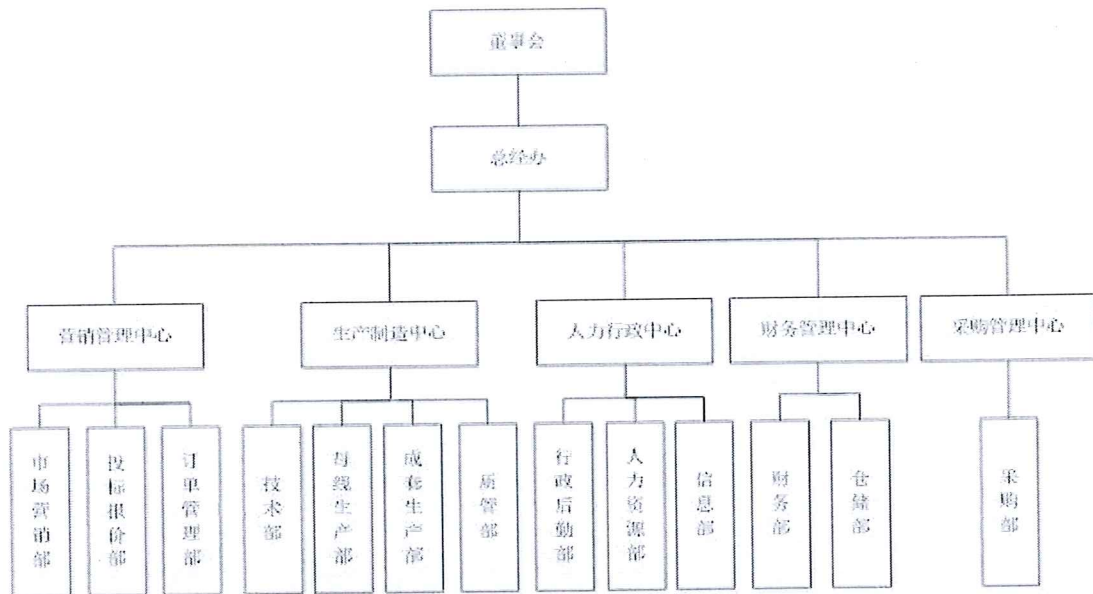 董事会
总经办
营销管理中心
生产制造中心
人力行政中心
财务管理中心
采购管理中心
市场营销部
投标报价部
订单管理部
技术部
母线生产部
成套生产部
质管部
行政后勤部
人力资源部
信息部
财务部
仓储部
采购部